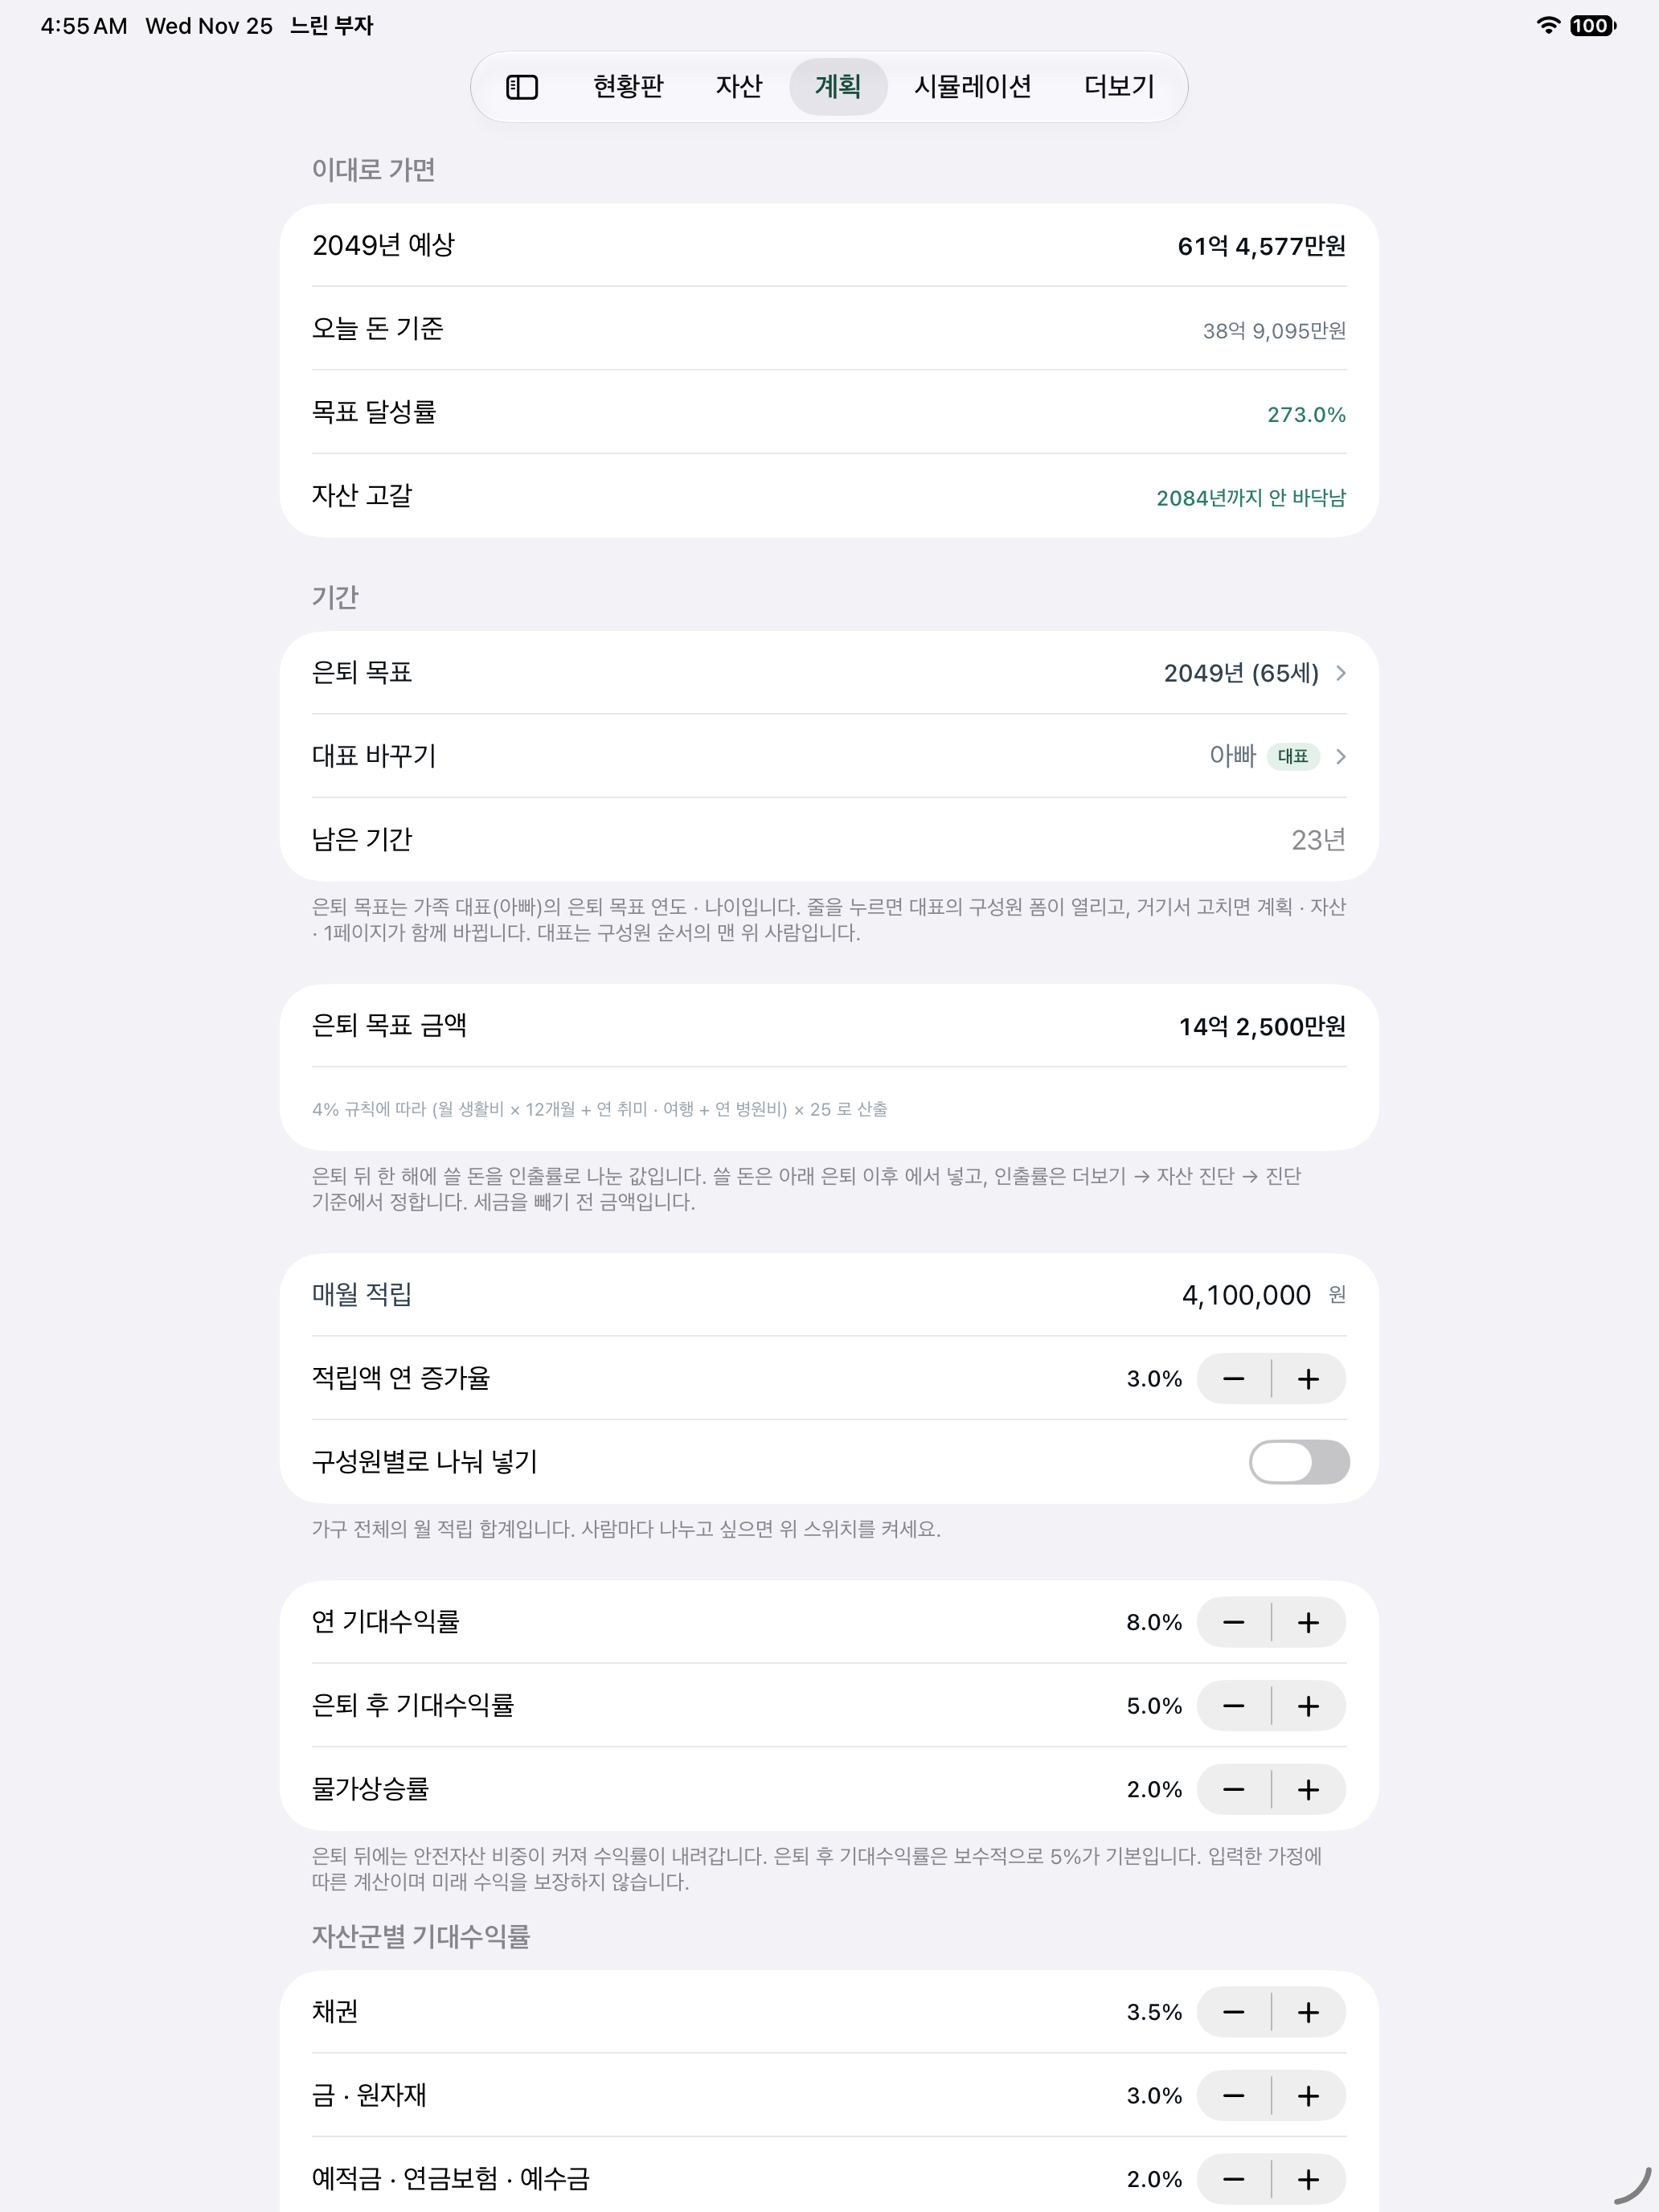 4:55 AM Wed Nov 25 느린 부자
100
현황판 자산 계획 시뮬레이션 더보기
이대로 가면
2049년 예상 61억 4,577만원
오늘 돈 기준 38억 9,095만원
목표 달성률 273.0%
자산 고갈 2084년까지 안 바닥남
기간
은퇴 목표 2049년 (65세)
대표 바꾸기 아빠 대표
남은 기간 23년
은퇴 목표는 가족 대표(아빠)의 은퇴 목표 연도 · 나이입니다. 줄을 누르면 대표의 구성원 폼이 열리고, 거기서 고치면 계획 · 자산
· 1페이지가 함께 바뀝니다. 대표는 구성원 순서의 맨 위 사람입니다.
은퇴 목표 금액 14억 2,500만원
4% 규칙에 따라 (월 생활비 × 12개월 + 연 취미 · 여행 + 연 병원비) × 25 로 산출
은퇴 뒤 한 해에 쓸 돈을 인출률로 나눈 값입니다. 쓸 돈은 아래 은퇴 이후 에서 넣고, 인출률은 더보기 → 자산 진단 → 진단
기준에서 정합니다. 세금을 빼기 전 금액입니다.
매월 적립 4,100,000 원
적립액 연 증가율 3.0%
구성원별로 나눠 넣기
가구 전체의 월 적립 합계입니다. 사람마다 나누고 싶으면 위 스위치를 켜세요.
연 기대수익률 8.0%
은퇴 후 기대수익률 5.0%
물가상승률 2.0%
은퇴 뒤에는 안전자산 비중이 커져 수익률이 내려갑니다. 은퇴 후 기대수익률은 보수적으로 5%가 기본입니다. 입력한 가정에
따른 계산이며 미래 수익을 보장하지 않습니다.
자산군별 기대수익률
채권 3.5%
금 · 원자재 3.0%
예적금 · 연금보험 · 예수금 2.0%